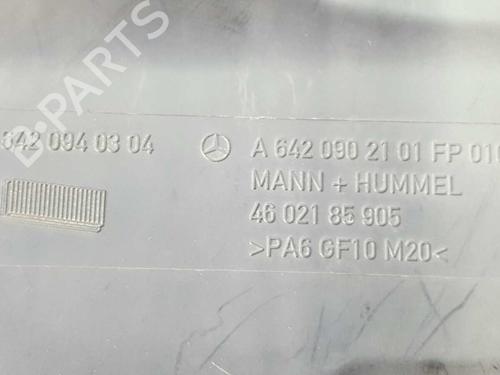 B-PARTS
642 094 03 04
A 642 090 21 01 FP 010
MANN + HUMMEL
46 021 85 905
>PA6 GF10 M20<